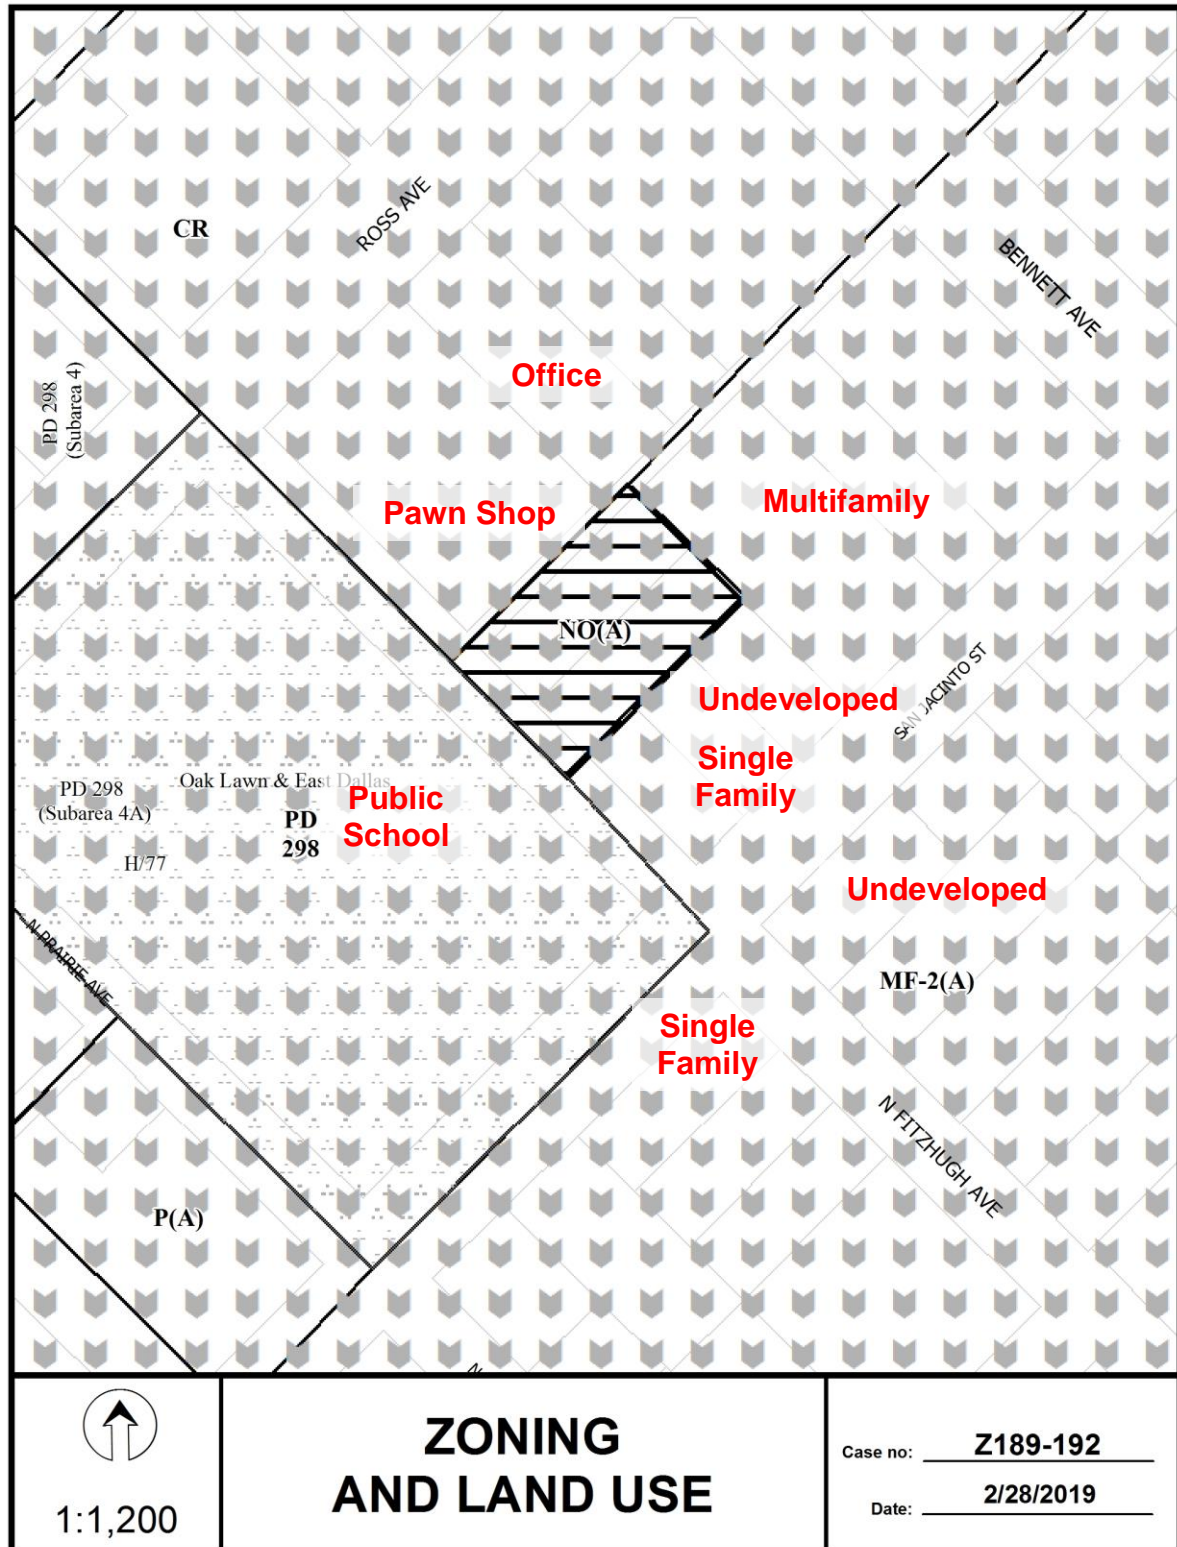 ROSS AVE
CR
BENNETT AVE
PD 298
(Subarea 4)
Office
Pawn Shop
Multifamily
NO(A)
SAN JACINTO ST
Undeveloped
Single
Family
PD 298
(Subarea 4A)
Oak Lawn & East Dallas
PD
298
Public
School
H/77
Undeveloped
N PRAIRIE AVE
MF-2(A)
Single
Family
N FITZHUGH AVE
P(A)
1:1,200
ZONING
AND LAND USE
Case no: Z189-192
Date: 2/28/2019